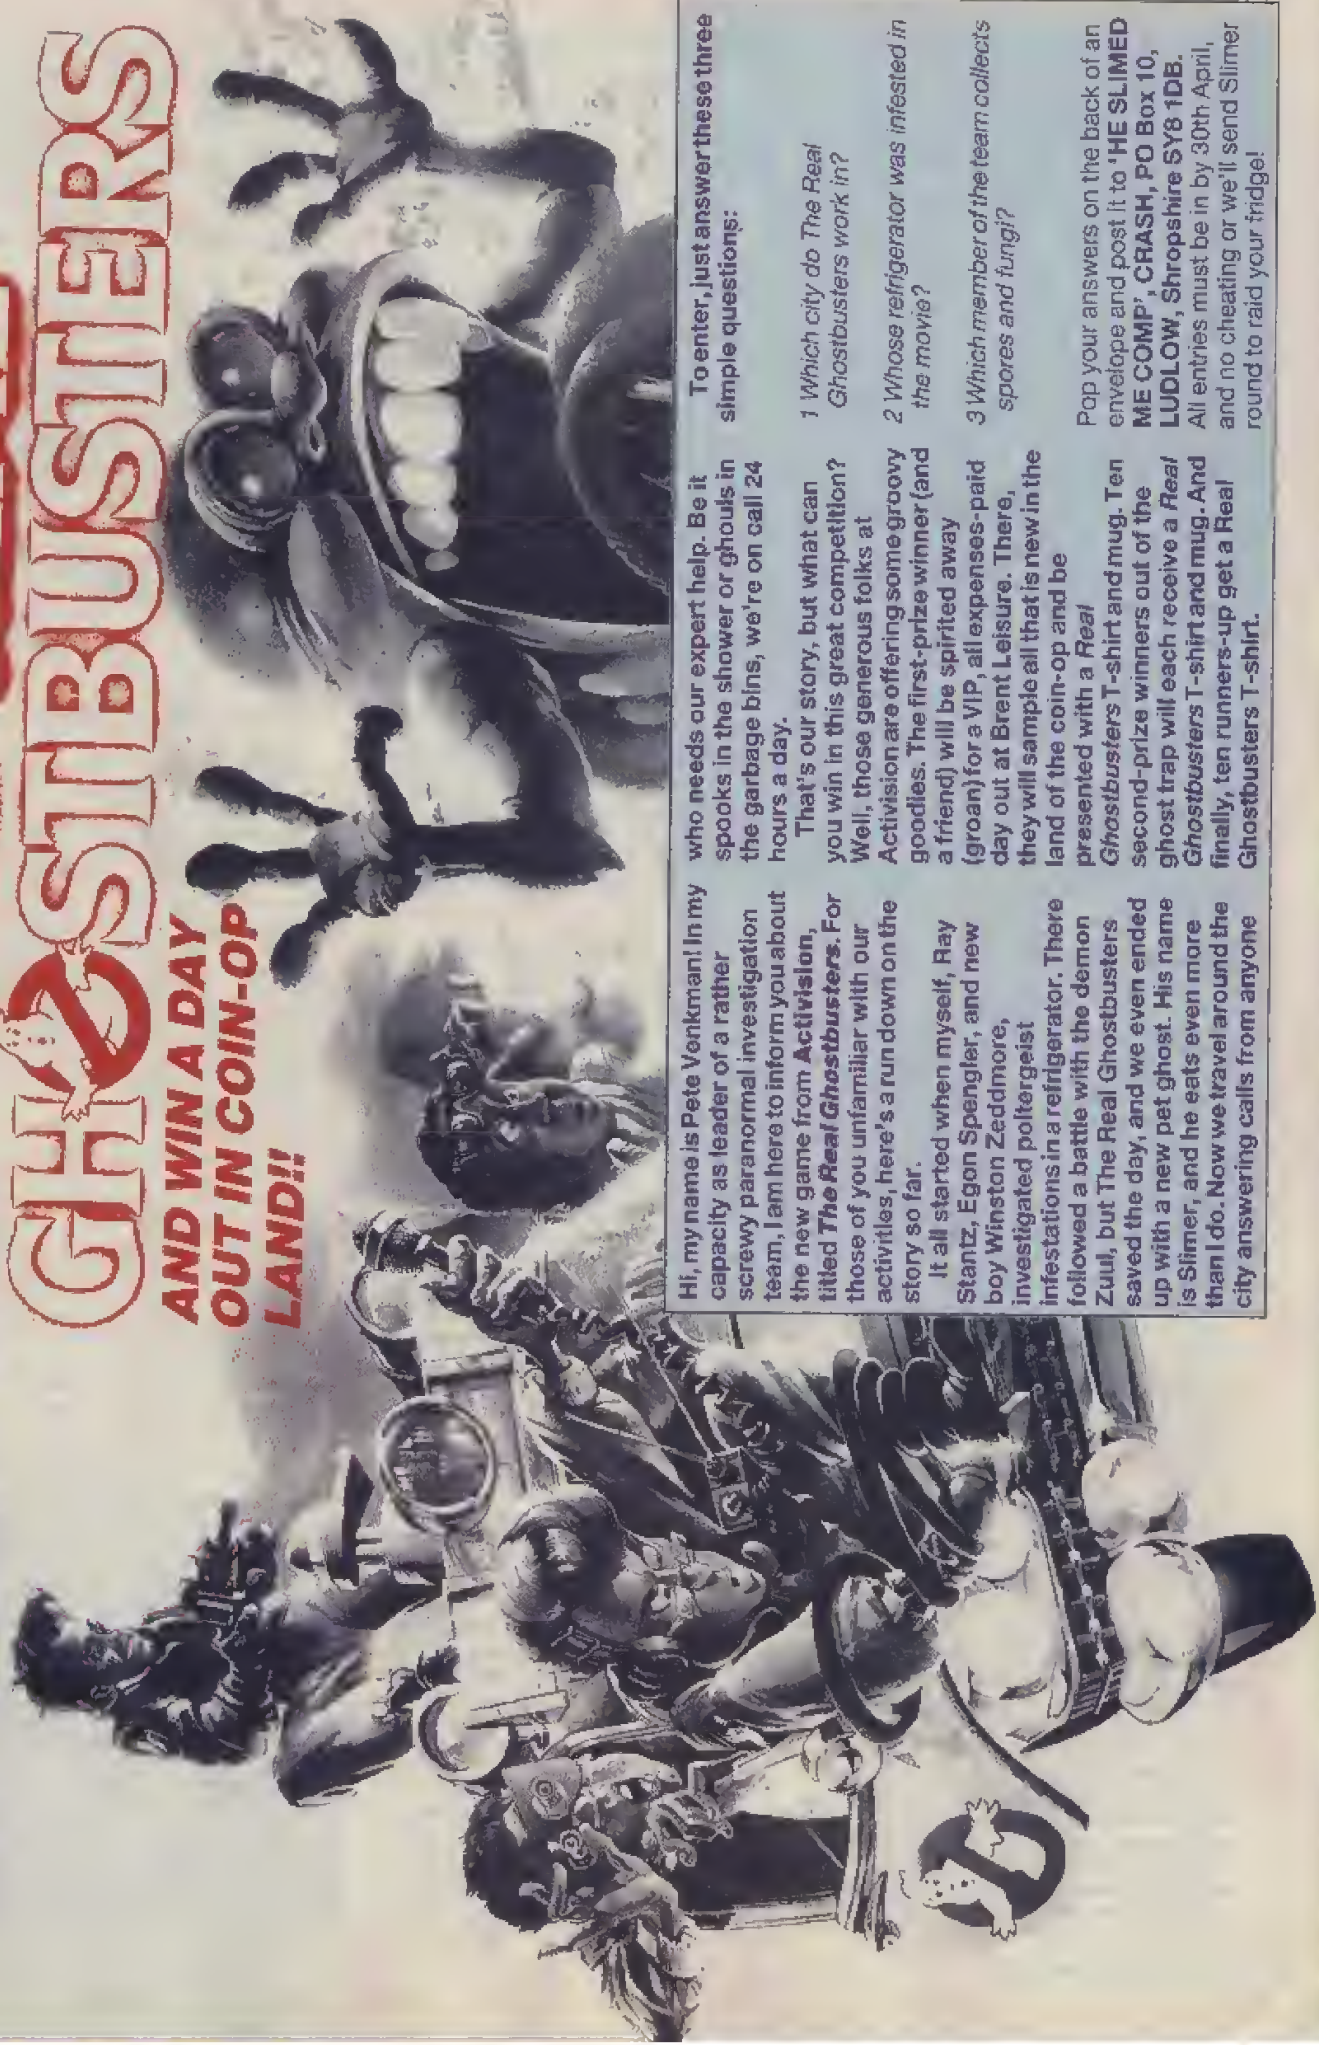 GHOSTBUSTERS
AND WIN A DAY
OUT IN COIN-OP
LAND!!
Hi, my name is Pete Venkman! In my
capacity as leader of a rather
screwy paranormal investigation
team, I am here to inform you about
the new game from Activision,
titled The Real Ghostbusters. For
those of you unfamiliar with our
activities, here's a run down on the
story so far.
It all started when myself, Ray
Stantz, Egon Spengler, and new
boy Winston Zeddmore,
investigated poltergeist
infestations in a refrigerator. There
followed a battle with the demon
Zuul, but The Real Ghostbusters
saved the day, and we even ended
up with a new pet ghost. His name
is Slimer, and he eats even more
than I do. Now we travel around the
city answering calls from anyone
who needs our expert help. Be it
spooks in the shower or ghouls in
the garbage bins, we're on call 24
hours a day.
That's our story, but what can
you win in this great competition?
Well, those generous folks at
Activision are offering some groovy
goodies. The first-prize winner (and
a friend) will be spirited away
(groan) for a VIP, all expenses-paid
day out at Brent Leisure. There,
they will sample all that is new in the
land of the coin-op and be
presented with a Real
Ghostbusters T-shirt and mug. Ten
second-prize winners out of the
ghost trap will each receive a Real
Ghostbusters T-shirt and mug. And
finally, ten runners-up get a Real
Ghostbusters T-shirt.
To enter, just answer these three
simple questions:
1 Which city do The Real
Ghostbusters work in?
2 Whose refrigerator was infested in
the movie?
3 Which member of the team collects
spores and fungi?
Pop your answers on the back of an
envelope and post it to 'HE SLIMED
ME COMP', CRASH, PO Box 10,
LUDLOW, Shropshire SY8 1DB.
All entries must be in by 30th April,
and no cheating or we'll send Slimer
round to raid your fridge!